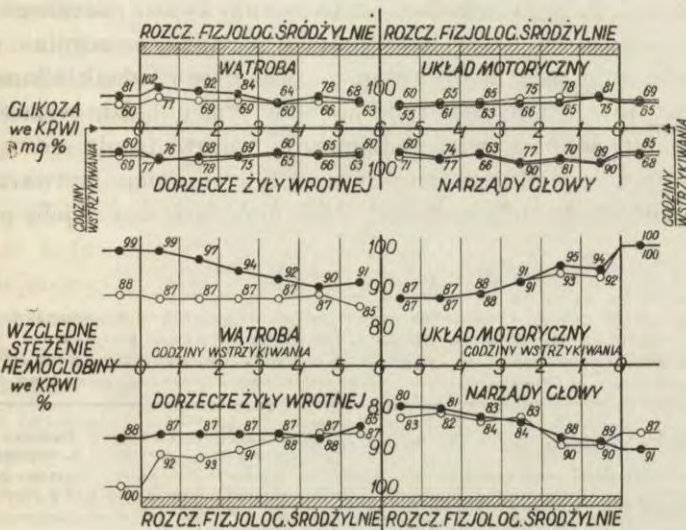 ROZCZ. FIZJOLOG. ŚRÓDŻYLNIE ROZCZ. FIZJOLOG. ŚRÓDŻYLNIE
WĄTROBA UKŁAD MOTORYCZNY
100
81 102 92 84 64 78 68 60 65 65 75 78 81 69
60 77 69 69 60 66 63 55 61 63 66 65 75 65
GLIKOZA
we KRWI
mg %
GODZINY
WSTRZYKIWANIA
0 1 2 3 4 5 6 5 4 3 2 1 0
GODZINY
WSTRZYKIWANIA
60 76 68 69 60 66 60 60 74 63 77 70 89 85
69 77 78 75 65 65 63 71 77 66 90 81 90 68
100
DORZECZE ŻYŁY WROTNEJ NARZĄDY GŁOWY
99 99 97 94 92 90 91 100 95 94 100
100
88 87 87 87 87 87 85 90 87 87 88 91 93 92
87 87 88 91
80
WZGLĘDNE
STĘŻENIE
HEMOGLOBINY
we KRWI
%
WĄTROBA UKŁAD MOTORYCZNY
GODZINY WSTRZYKIWANIA GODZINY WSTRZYKIWANIA
0 1 2 3 4 5 6 5 4 3 2 1 0
DORZECZE ŻYŁY WROTNEJ NARZĄDY GŁOWY
80
88 87 87 87 87 87 85 80 81 83 83 88 89 87
92 93 91 88 88 87 90 83 82 84 84 90 90 91
100 100
ROZCZ. FIZJOLOG. ŚRÓDŻYLNIE ROZCZ. FIZJOLOG. ŚRÓDŻYLNIE